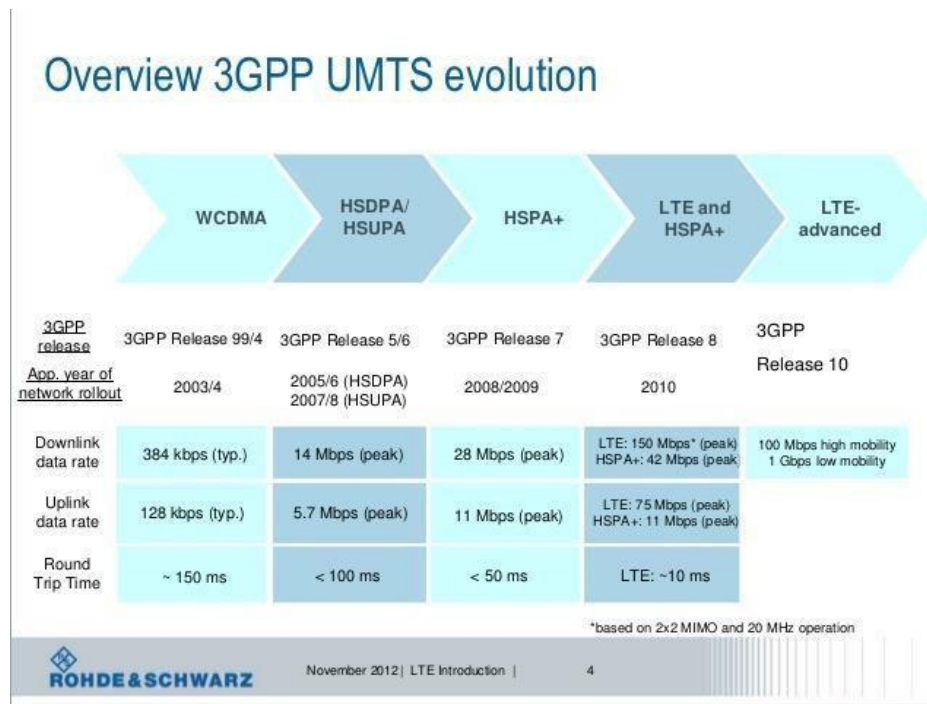 Overview 3GPP UMTS evolution
WCDMA
HSDPA/
HSUPA
HSPA+
LTE and
HSPA+
LTE-
advanced
3GPP
release
3GPP Release 99/4
3GPP Release 5/6
3GPP Release 7
3GPP Release 8
3GPP
Release 10
App. year of
network rollout
2003/4
2005/6 (HSDPA)
2007/8 (HSUPA)
2008/2009
2010
Downlink
data rate
384 kbps (typ.)
14 Mbps (peak)
28 Mbps (peak)
LTE: 150 Mbps* (peak)
HSPA+: 42 Mbps (peak
100 Mbps high mobility
1 Gbps low mobility
Uplink
data rate
128 kbps (typ.)
5.7 Mbps (peak)
11 Mbps (peak)
LTE: 75 Mbps (peak)
HSPA+: 11 Mbps (peak)
Round
Trip Time
~ 150 ms
< 100 ms
< 50 ms
LTE: ~10 ms
*based on 2x2 MIMO and 20 MHz operation
ROHDE&SCHWARZ
November 2012 | LTE Introduction |
4